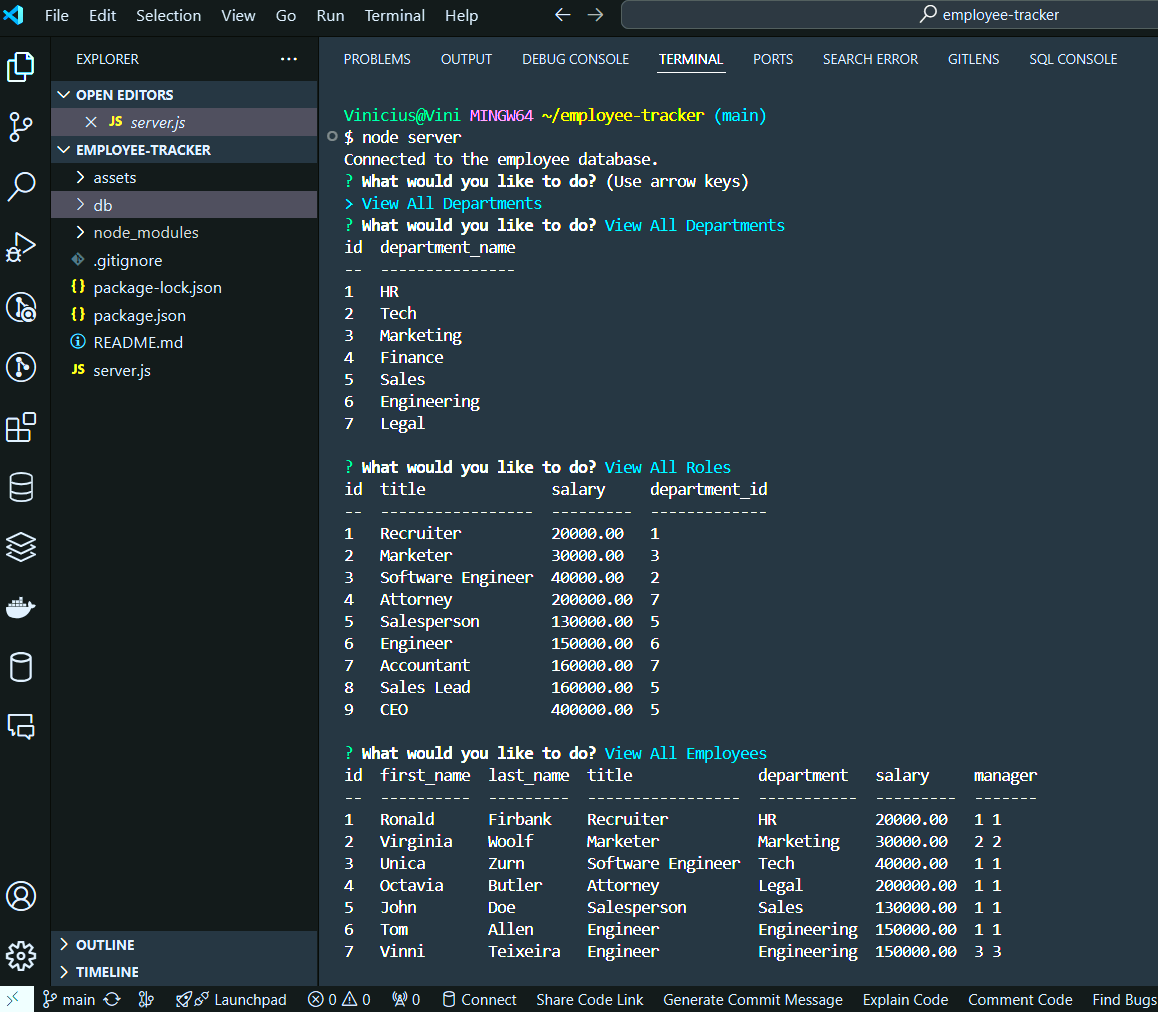 File Edit Selection View Go Run Terminal Help employee-tracker
EXPLORER
OPEN EDITORS
JS server.js
EMPLOYEE-TRACKER
assets
db
node_modules
.gitignore
{} package-lock.json
{} package.json
README.md
JS server.js
OUTLINE
TIMELINE
PROBLEMS OUTPUT DEBUG CONSOLE TERMINAL PORTS SEARCH ERROR GITLENS SQL CONSOLE
Vinicius@Vini MINGW64 ~/employee-tracker (main)
$ node server
Connected to the employee database.
? What would you like to do? (Use arrow keys)
> View All Departments
? What would you like to do? View All Departments
id department_name
-- ---------------
1 HR
2 Tech
3 Marketing
4 Finance
5 Sales
6 Engineering
7 Legal
? What would you like to do? View All Roles
id title salary department_id
-- ----------------- --------- -------------
1 Recruiter 20000.00 1
2 Marketer 30000.00 3
3 Software Engineer 40000.00 2
4 Attorney 200000.00 7
5 Salesperson 130000.00 5
6 Engineer 150000.00 6
7 Accountant 160000.00 7
8 Sales Lead 160000.00 5
9 CEO 400000.00 5
? What would you like to do? View All Employees
id first_name last_name title department salary manager
-- ---------- --------- ----------------- ----------- --------- -------
1 Ronald Firbank Recruiter HR 20000.00 1 1
2 Virginia Woolf Marketer Marketing 30000.00 2 2
3 Unica Zurn Software Engineer Tech 40000.00 1 1
4 Octavia Butler Attorney Legal 200000.00 1 1
5 John Doe Salesperson Sales 130000.00 1 1
6 Tom Allen Engineer Engineering 150000.00 1 1
7 Vinni Teixeira Engineer Engineering 150000.00 3 3
main Launchpad 0 0 0 Connect Share Code Link Generate Commit Message Explain Code Comment Code Find Bugs